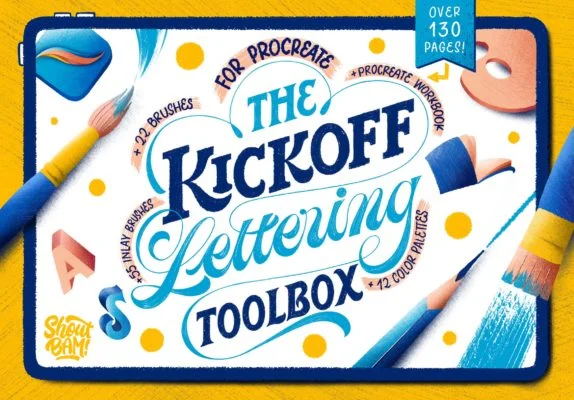 OVER
130
PAGES!
FOR PROCREATE
+ 22 BRUSHES
+PROCREATE WORKBOOK
THE
KICKOFF
Lettering
TOOLBOX
+55 INLAY BRUSHES
+ 12 COLOR PALETTES
A
S
Shout
BAM!